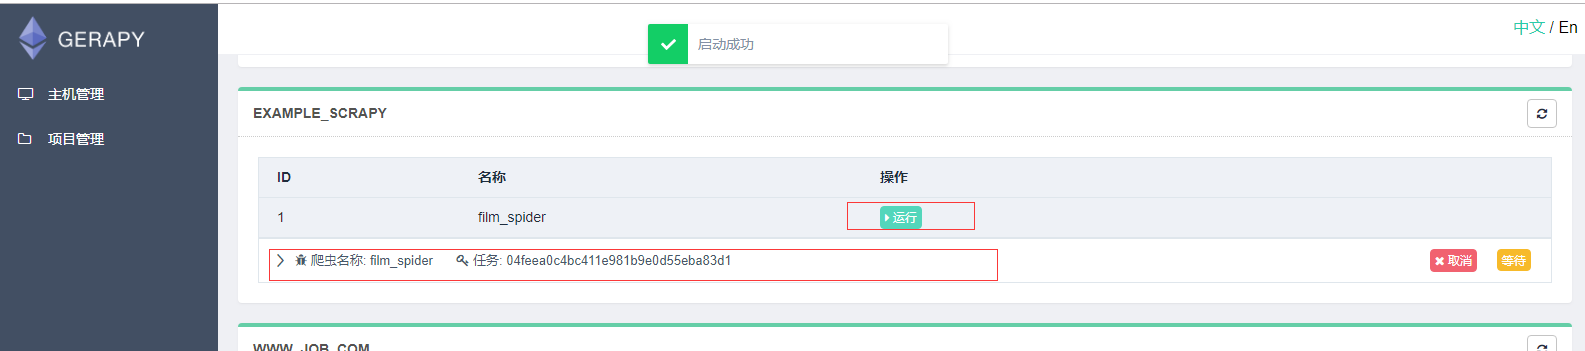 GERAPY
中文 / En
启动成功
主机管理
项目管理
EXAMPLE_SCRAPY
ID 名称 操作
1 film_spider 运行
爬虫名称: film_spider 任务: 04feea0c4bc411e981b9e0d55eba83d1 取消 等待
WWW_JOB_COM